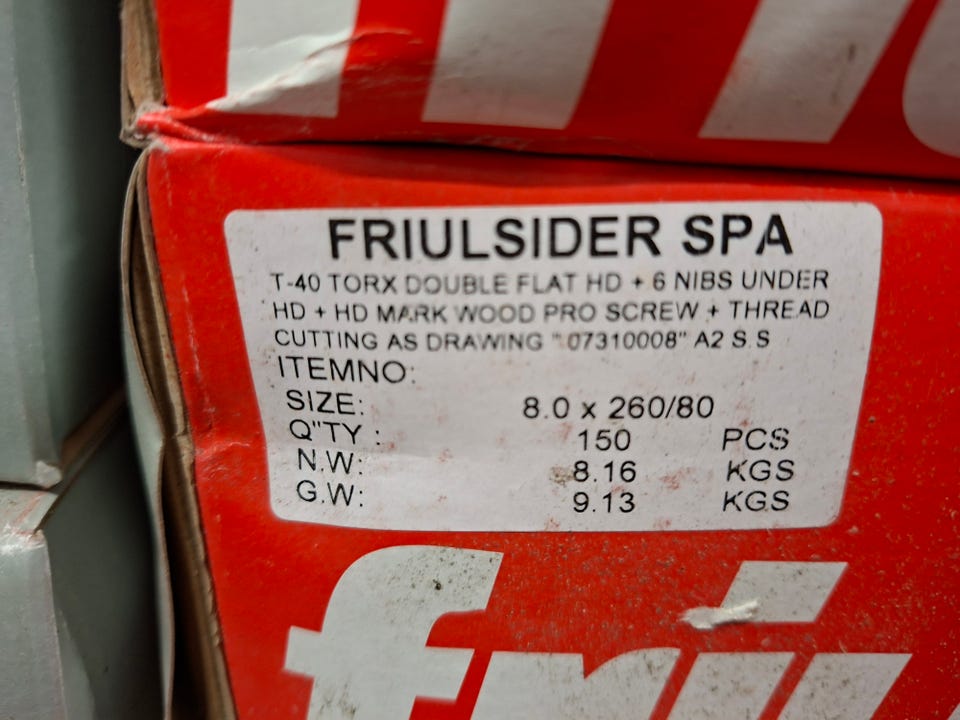 FRIULSIDER SPA
T-40 TORX DOUBLE FLAT HD + 6 NIBS UNDER
HD + HD MARK WOOD PRO SCREW + THREAD
CUTTING AS DRAWING " 07310008" A2 S.S
ITEMNO:
SIZE: 8.0 x 260/80
Q"TY : 150 PCS
N.W: 8.16 KGS
G.W: 9.13 KGS